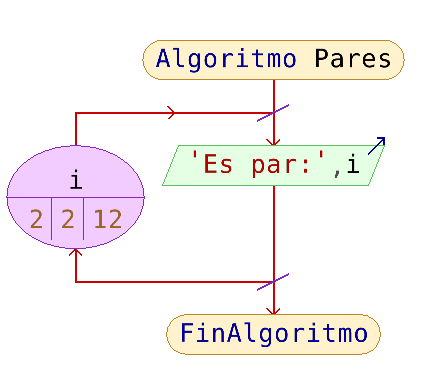 Algoritmo Pares
'Es par:',i
i
2 2 12
FinAlgoritmo